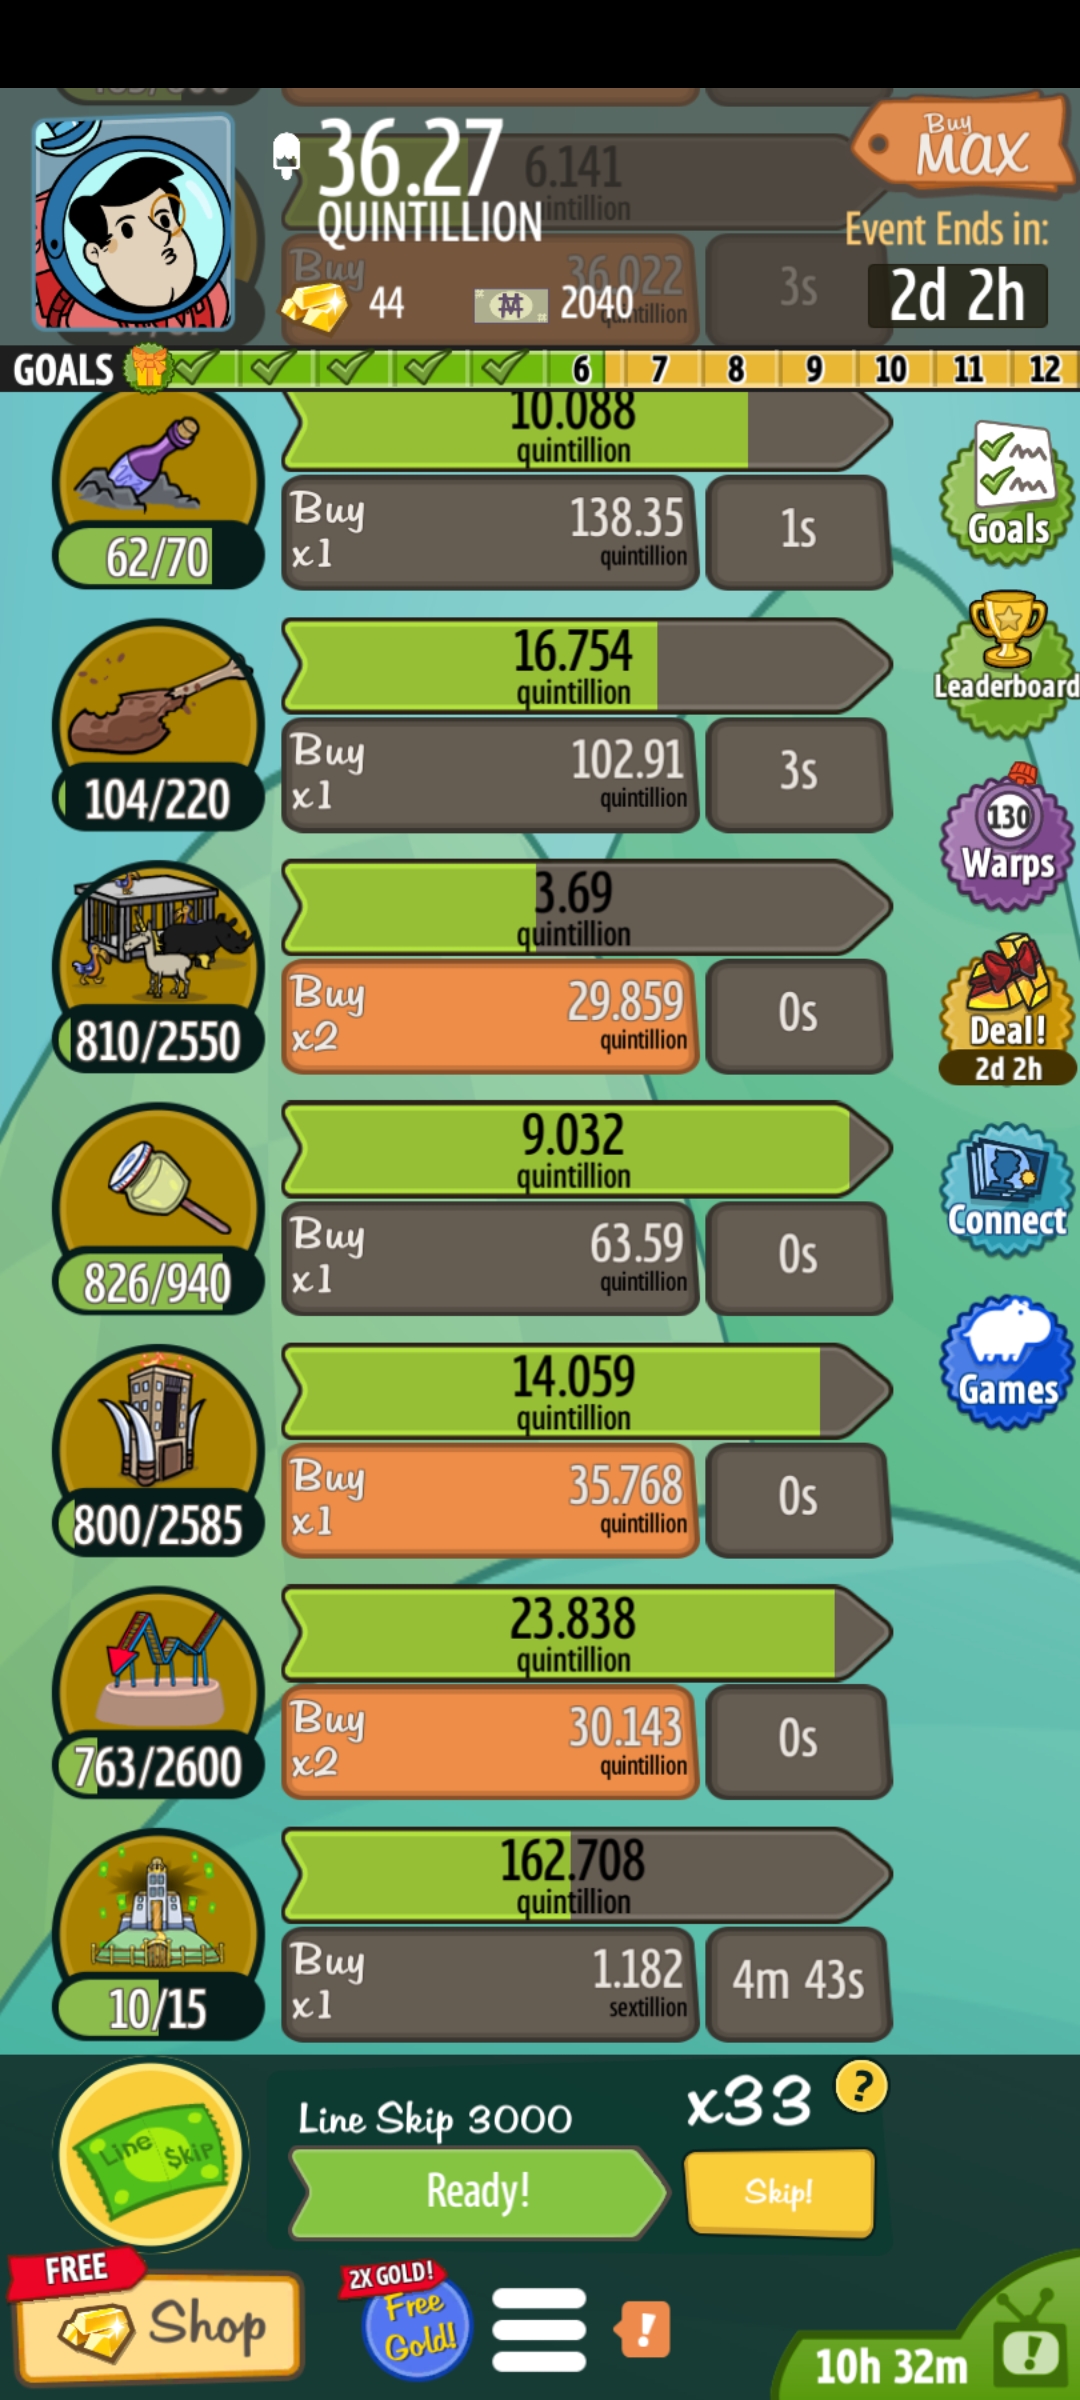 36.27
QUINTILLION
44
2040
Buy
MAX
Event Ends in:
2d 2h
6.141
Buy
36.022
3s
GOALS
6 7 8 9 10 11 12
10.088
quintillion
62/70
Buy
x1
138.35
quintillion
1s
Goals
16.754
quintillion
104/220
Buy
x1
102.91
quintillion
3s
Leaderboard
130
Warps
3.69
quintillion
810/2550
Buy
x2
29.859
quintillion
0s
Deal!
2d 2h
9.032
quintillion
826/940
Buy
x1
63.59
quintillion
0s
Connect
14.059
quintillion
800/2585
Buy
x1
35.768
quintillion
0s
Games
23.838
quintillion
763/2600
Buy
x2
30.143
quintillion
0s
162.708
quintillion
10/15
Buy
x1
1.182
sextillion
4m 43s
Line $kip
Line Skip 3000
x33
?
Ready!
Skip!
FREE
Shop
2X GOLD!
Free
Gold!
!
10h 32m
!